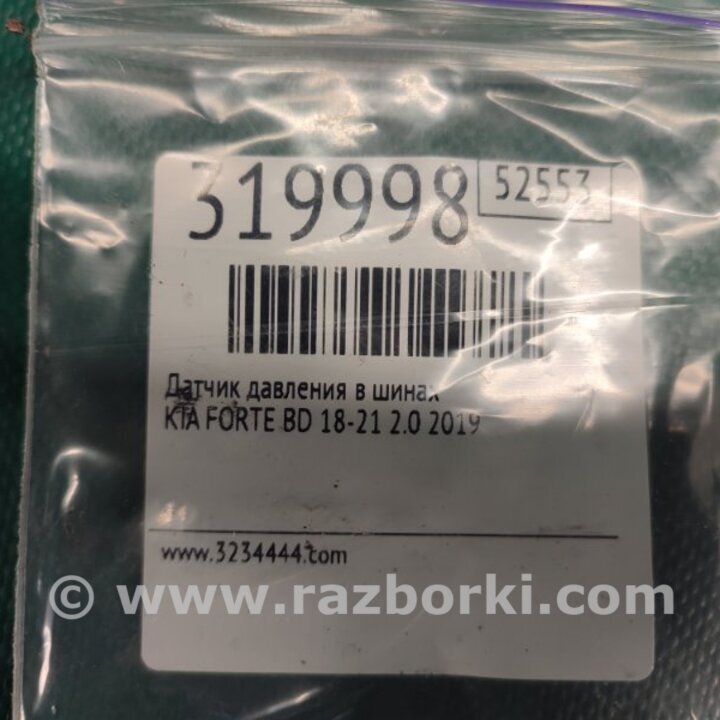 319998
52553
Датчик давления в шинах
KIA FORTE BD 18-21 2.0 2019
www.3234444.com
© www.razborki.com